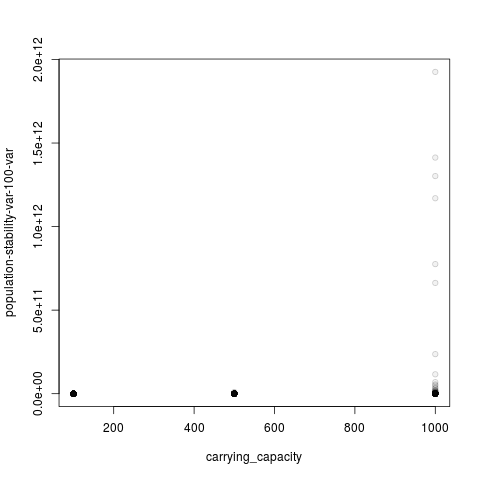 2.0e+12
1.5e+12
1.0e+12
5.0e+11
0.0e+00
population-stability-var-100-var
200 400 600 800 1000
carrying_capacity